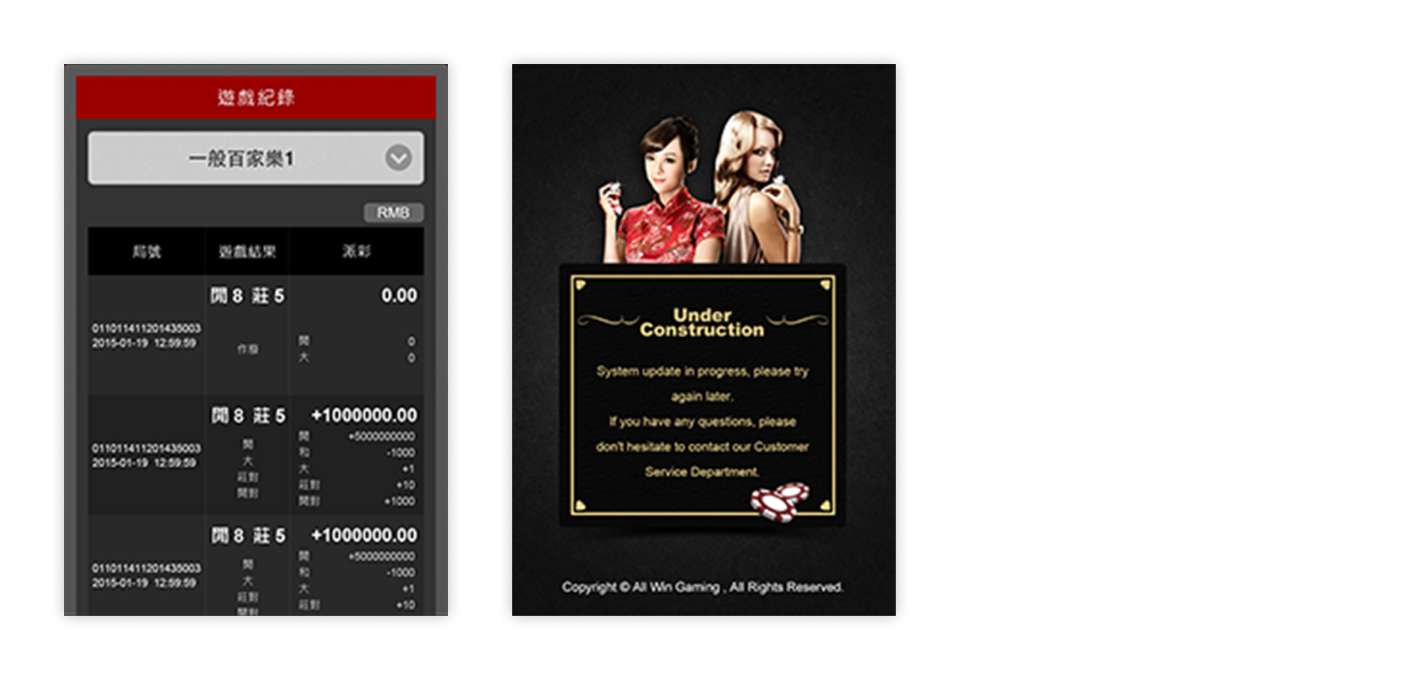 遊戲紀錄
一般百家樂1
RMB
局號 遊戲結果 派彩
閒 8 莊 5 0.00
011011411201435003
2015-01-19 12:59:59
作廢
閒 0
大 0
閒 8 莊 5 +1000000.00
011011411201435003
2015-01-19 12:59:59
閒
大
莊對
閒對
閒 +5000000000
和 -1000
大 +1
莊對 +10
閒對 +1000
閒 8 莊 5 +1000000.00
011011411201435003
2015-01-19 12:59:59
閒
大
莊對
閒對
閒 +5000000000
和 -1000
大 +1
莊對 +10
Under
Construction
System update in progress, please try
again later.
If you have any questions, please
don't hesitate to contact our Customer
Service Department.
Copyright © All Win Gaming , All Rights Reserved.